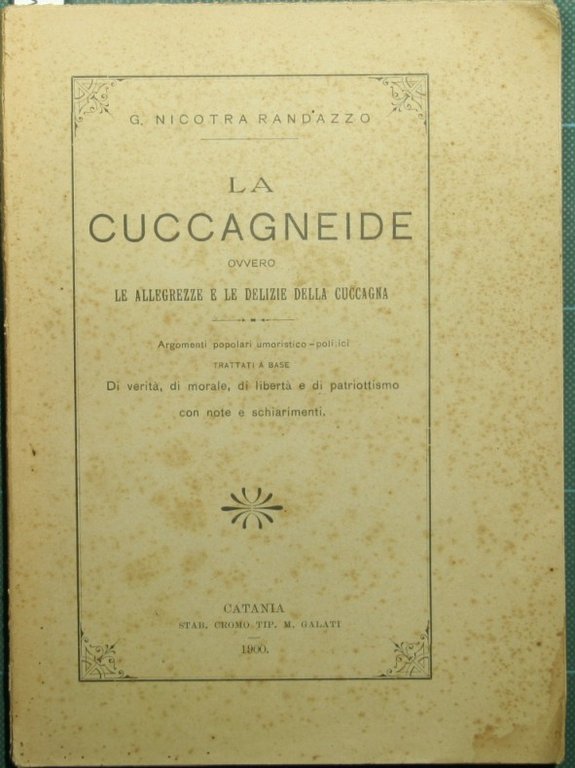 G. NICOTRA RANDAZZO
LA
CUCCAGNEIDE
OVVERO
LE ALLEGREZZE E LE DELIZIE DELLA CUCCAGNA
Argomenti popolari umoristico-politici
TRATTATI A BASE
Di verità, di morale, di libertà e di patriottismo
con note e schiarimenti.
CATANIA
STAB. CROMO TIP. M. GALATI
1900.